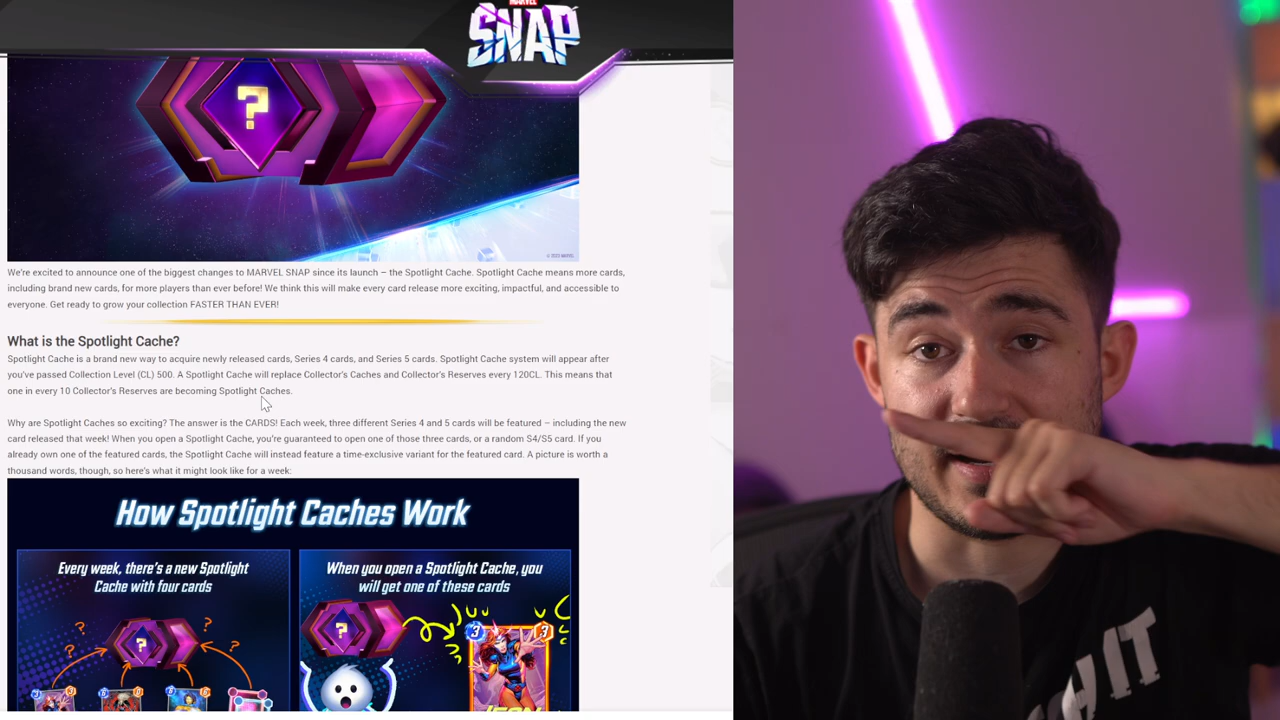 MARVEL
SNAP
?
© 2023 MARVEL
We're excited to announce one of the biggest changes to MARVEL SNAP since its launch – the Spotlight Cache. Spotlight Cache means more cards,
including brand new cards, for more players than ever before! We think this will make every card release more exciting, impactful, and accessible to
everyone. Get ready to grow your collection FASTER THAN EVER!
What is the Spotlight Cache?
Spotlight Cache is a brand new way to acquire newly released cards, Series 4 cards, and Series 5 cards. Spotlight Cache system will appear after
you've passed Collection Level (CL) 500. A Spotlight Cache will replace Collector's Caches and Collector's Reserves every 120CL. This means that
one in every 10 Collector's Reserves are becoming Spotlight Caches.
Why are Spotlight Caches so exciting? The answer is the CARDS! Each week, three different Series 4 and 5 cards will be featured – including the new
card released that week! When you open a Spotlight Cache, you're guaranteed to open one of those three cards, or a random S4/S5 card. If you
already own one of the featured cards, the Spotlight Cache will instead feature a time-exclusive variant for the featured card. A picture is worth a
thousand words, though, so here's what it might look like for a week:
How Spotlight Caches Work
Every week, there's a new Spotlight
Cache with four cards
? ? ? ?
When you open a Spotlight Cache, you
will get one of these cards
?
3 3